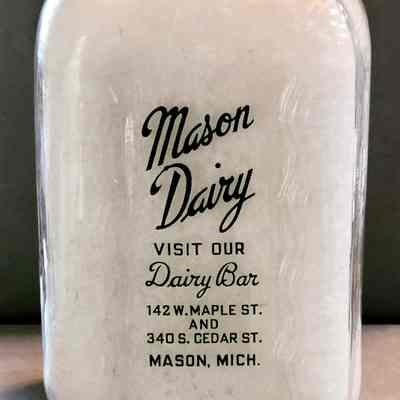 Mason
Dairy
VISIT OUR
Dairy Bar
142 W. MAPLE ST.
AND
340 S. CEDAR ST.
MASON, MICH.